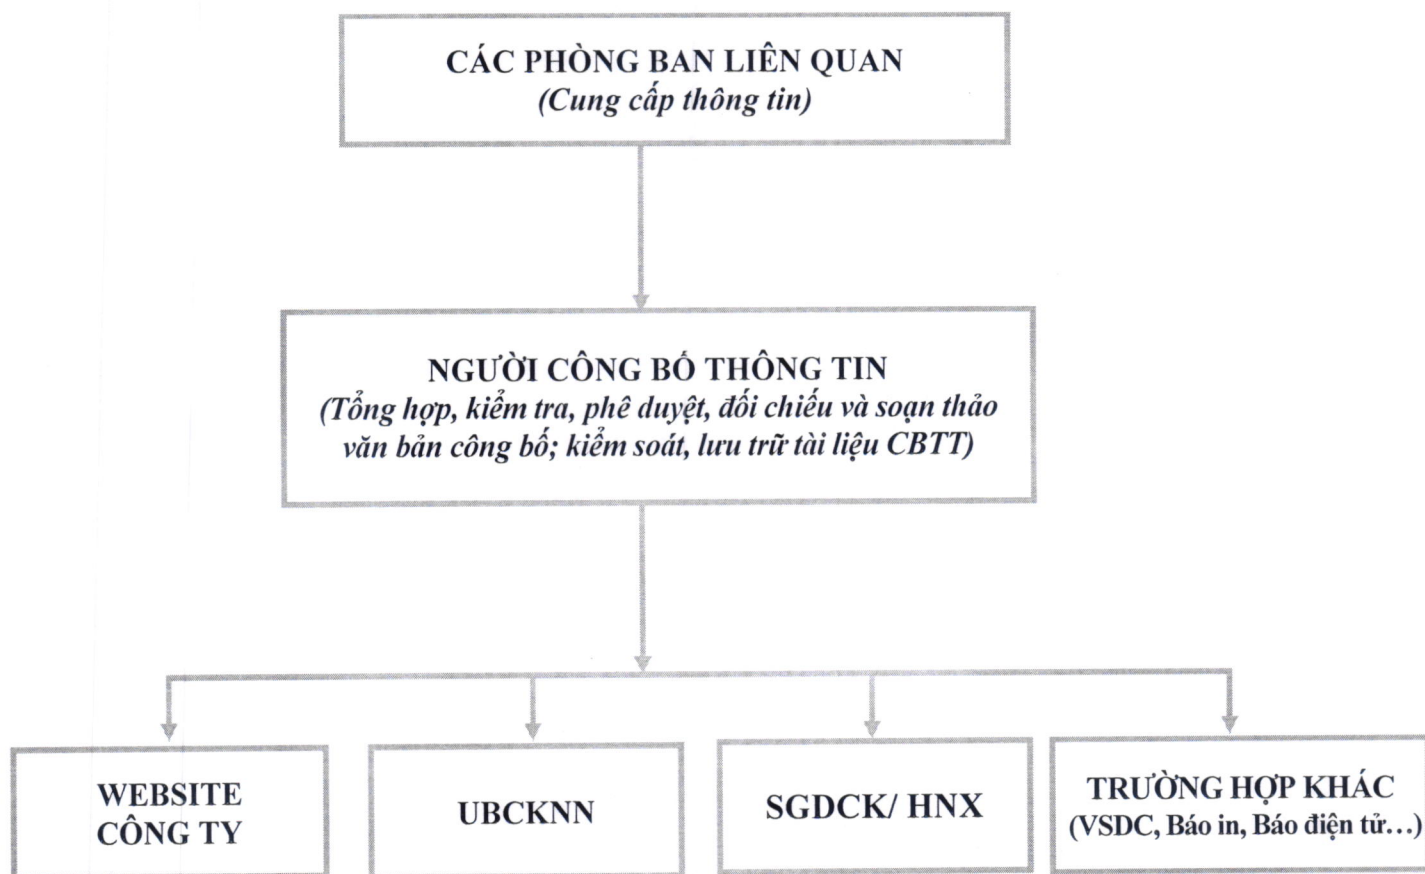 CÁC PHÒNG BAN LIÊN QUAN
(Cung cấp thông tin)
NGƯỜI CÔNG BỐ THÔNG TIN
(Tổng hợp, kiểm tra, phê duyệt, đối chiếu và soạn thảo
văn bản công bố; kiểm soát, lưu trữ tài liệu CBTT)
WEBSITE
CÔNG TY
UBCKNN
SGDCK/ HNX
TRƯỜNG HỢP KHÁC
(VSDC, Báo in, Báo điện tử…)